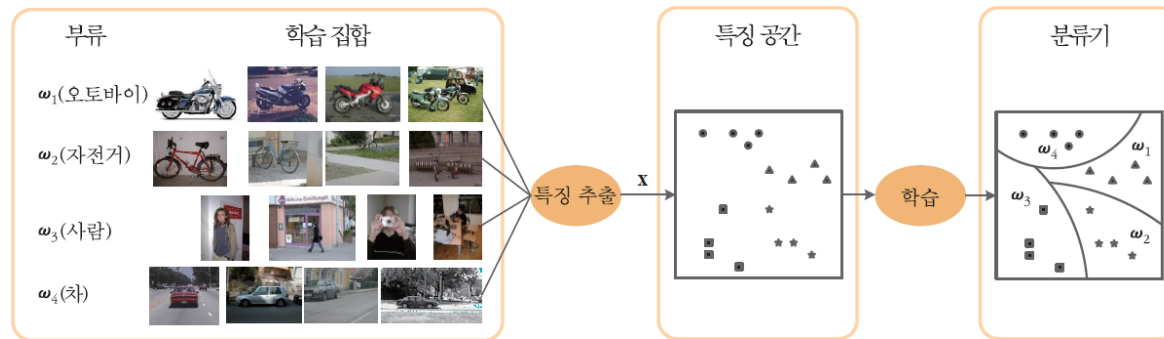 부류
학습 집합
특징 공간
분류기
ω₁(오토바이)
ω₂(자전거)
ω₃(사람)
ω₄(차)
특징 추출
x
학습
ω₄
ω₁
ω₃
ω₂